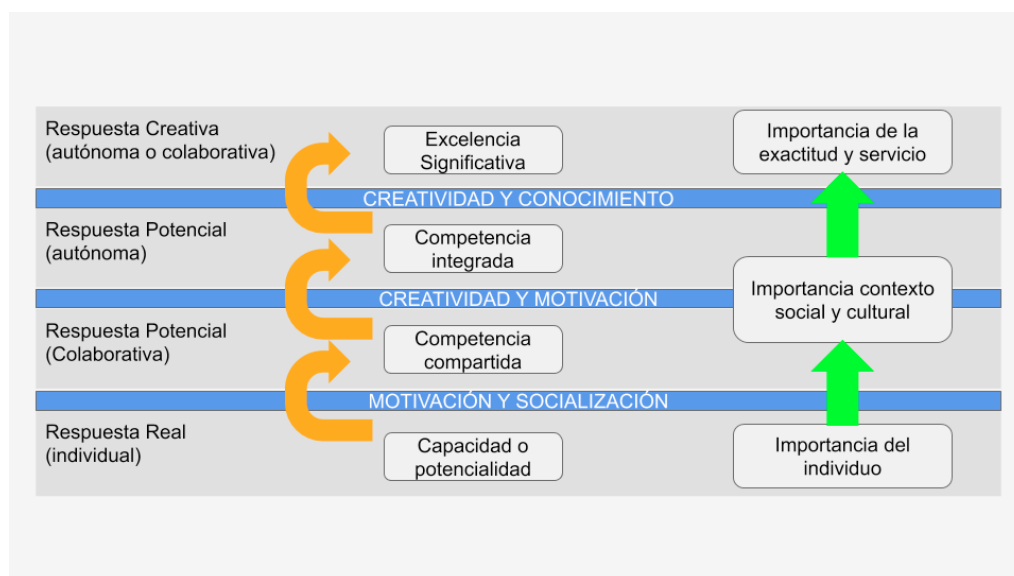 Respuesta Creativa
(autónoma o colaborativa)
Excelencia
Significativa
Importancia de la
exactitud y servicio
CREATIVIDAD Y CONOCIMIENTO
Respuesta Potencial
(autónoma)
Competencia
integrada
CREATIVIDAD Y MOTIVACIÓN
Importancia contexto
social y cultural
Respuesta Potencial
(Colaborativa)
Competencia
compartida
MOTIVACIÓN Y SOCIALIZACIÓN
Respuesta Real
(individual)
Capacidad o
potencialidad
Importancia del
individuo